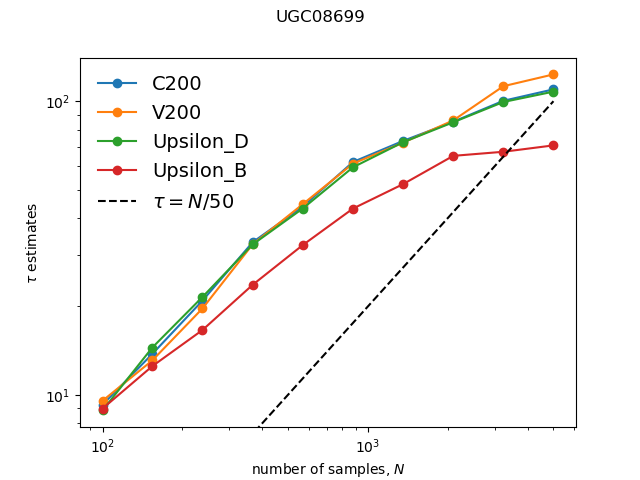 UGC08699
C200
V200
Upsilon_D
Upsilon_B
τ = N/50
τ estimates
10²
10¹
10² 10³
number of samples, N